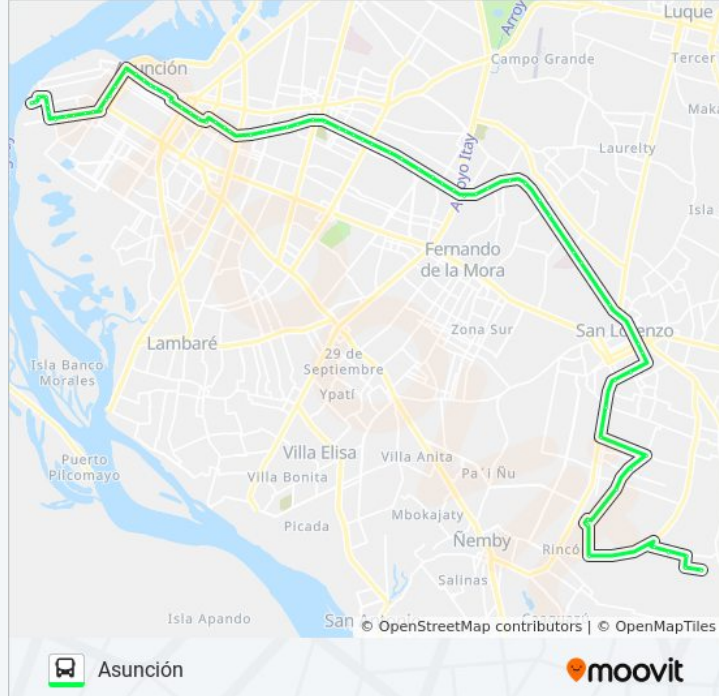 Luque
Campo Grande
Tercer
Asunción
Laurelty
Isla
Arroyo Itay
Fernando
de la Mora
Zona Sur
San Lorenzo
Lambaré
29 de
Septiembre
Isla Banco
Morales
Ypatí
Villa Elisa
Villa Anita
Puerto
Pilcomayo
Villa Bonita
Pa`i Ñu
Mbokajaty
Picada
Ñemby
Rincó
Salinas
Isla Apando
© OpenStreetMap contributors | © OpenMapTiles
Asunción
moovit